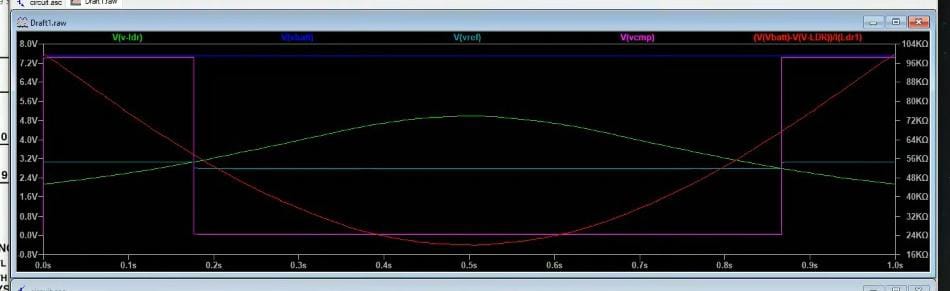 circuit.asc Draft1.raw
Draft1.raw
V(v-ldr) V(vbatt) V(vref) V(vcmp) (V(Vbatt)-V(V-LDR))/I(Ldr1)
8.0V 104KΩ
7.2V 96KΩ
6.4V 88KΩ
5.6V 80KΩ
4.8V 72KΩ
4.0V 64KΩ
3.2V 56KΩ
2.4V 48KΩ
1.6V 40KΩ
0.8V 32KΩ
0.0V 24KΩ
-0.8V 16KΩ
0.0s 0.1s 0.2s 0.3s 0.4s 0.5s 0.6s 0.7s 0.8s 0.9s 1.0s